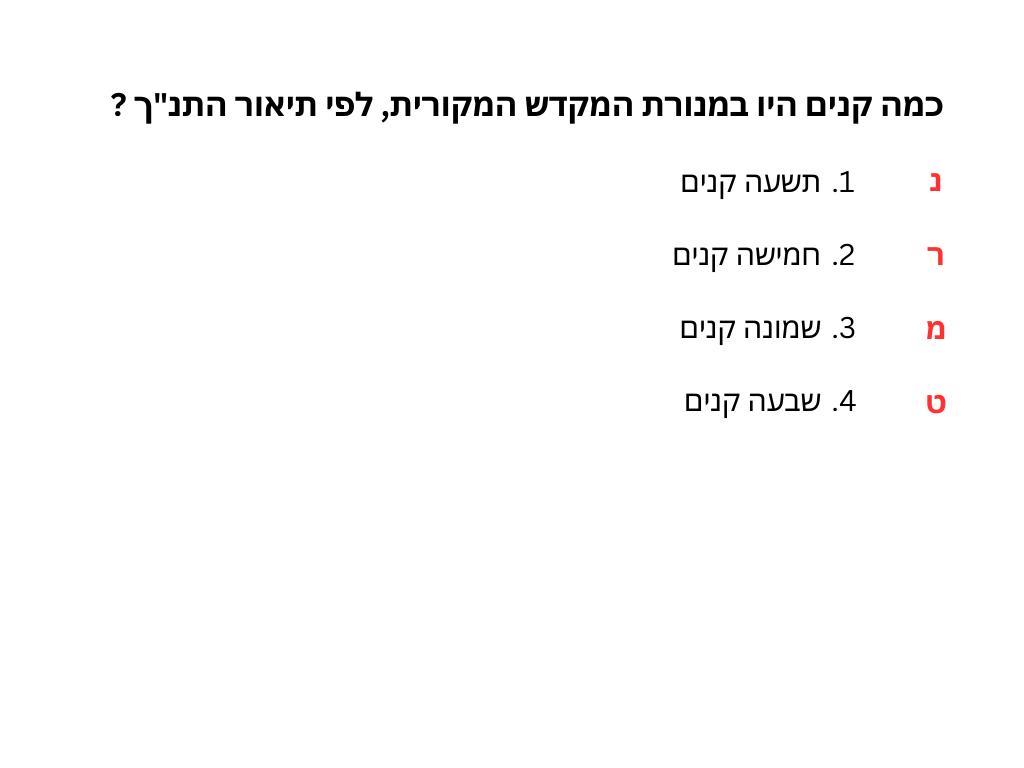 כמה קנים היו במנורת המקדש המקורית, לפי תיאור התנ"ך ?
נ 1. תשעה קנים
ר 2. חמישה קנים
מ 3. שמונה קנים
ט 4. שבעה קנים